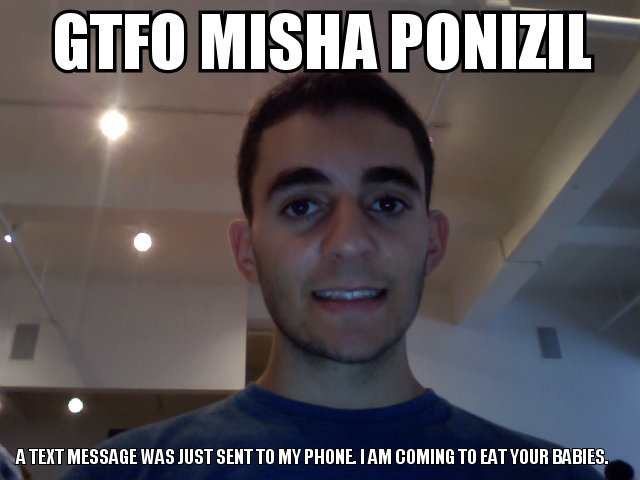 GTFO MISHA PONIZIL
A TEXT MESSAGE WAS JUST SENT TO MY PHONE. I AM COMING TO EAT YOUR BABIES.